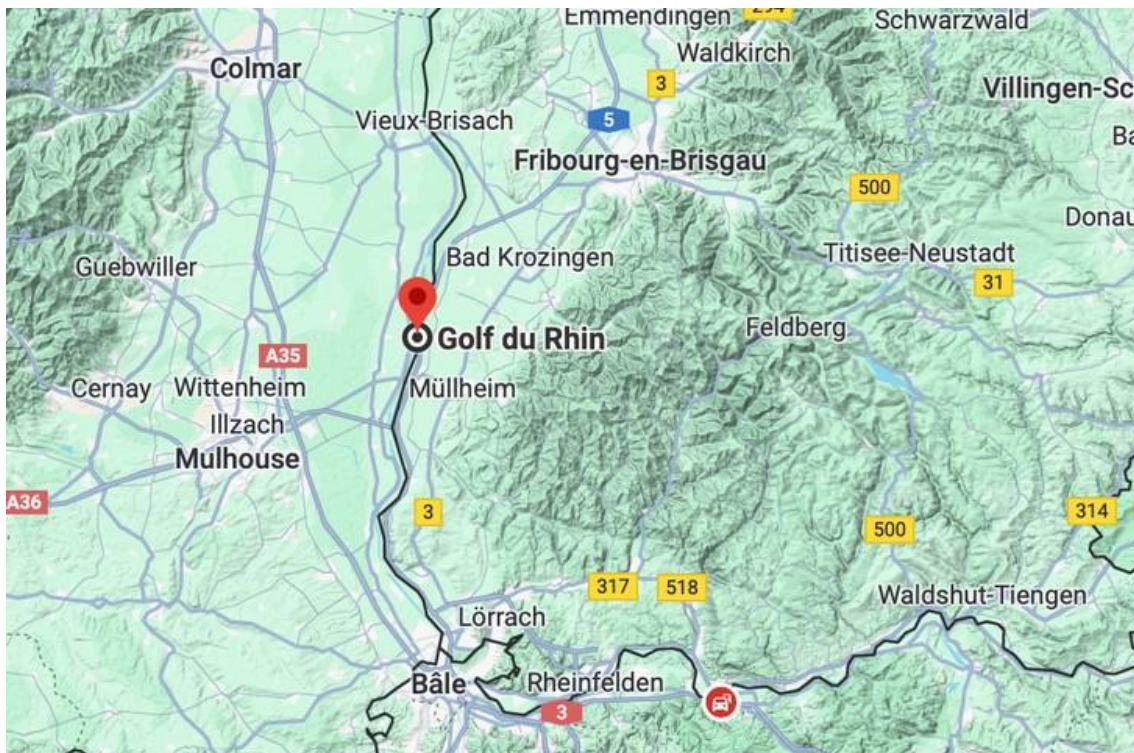 294
Emmendingen
Schwarzwald
Colmar
Waldkirch
3
Villingen-Sc
Vieux-Brisach
5
Ba
Fribourg-en-Brisgau
500
Donau
Guebwiller
Bad Krozingen
Titisee-Neustadt
31
Golf du Rhin
Feldberg
A35
Cernay
Wittenheim
Müllheim
Illzach
Mulhouse
A36
3
314
500
317
518
Waldshut-Tiengen
Lörrach
Bâle
Rheinfelden
3